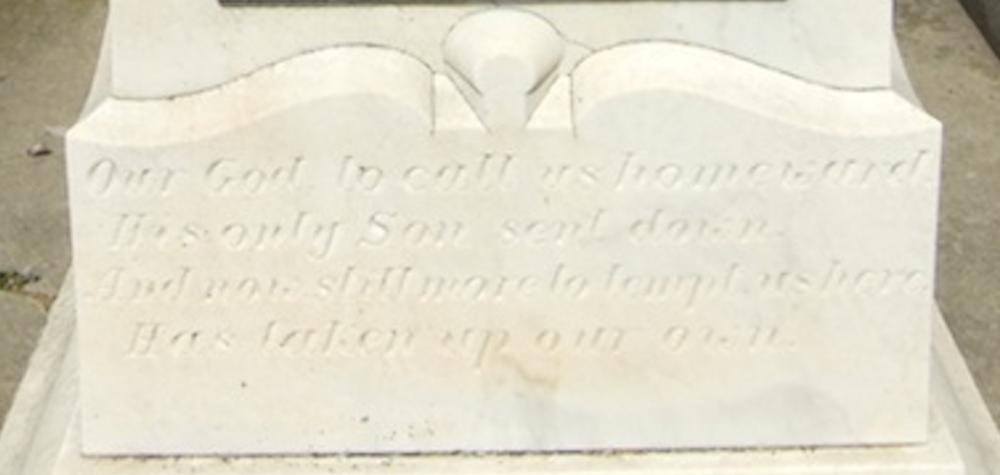 Our God to call us homeward
His only Son sent down.
And now still more to tempt us here
Has taken up our own.